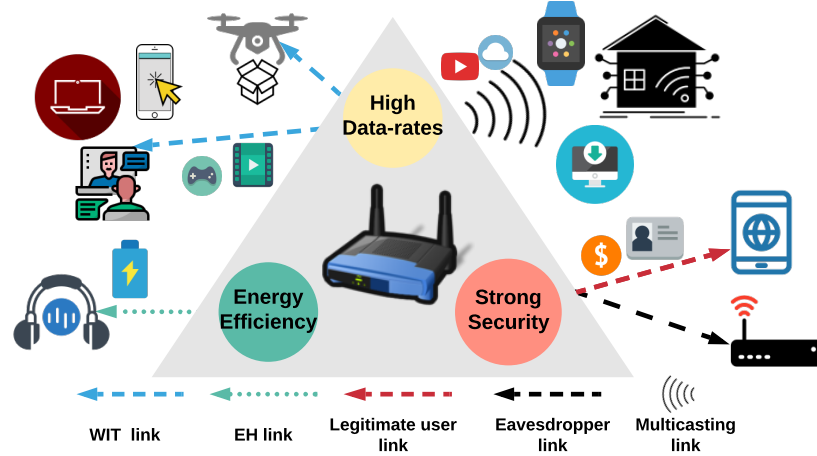 High
Data-rates
$
Energy
Efficiency
Strong
Security
WIT link
EH link
Legitimate user
link
Eavesdropper
link
Multicasting
link